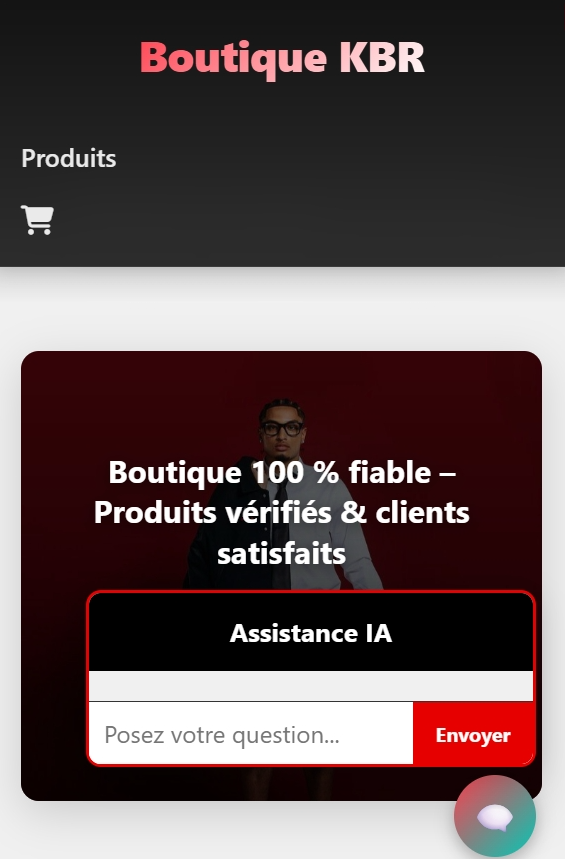 Boutique KBR
Produits
Boutique 100 % fiable –
Produits vérifiés & clients
satisfaits
Assistance IA
Posez votre question...
Envoyer